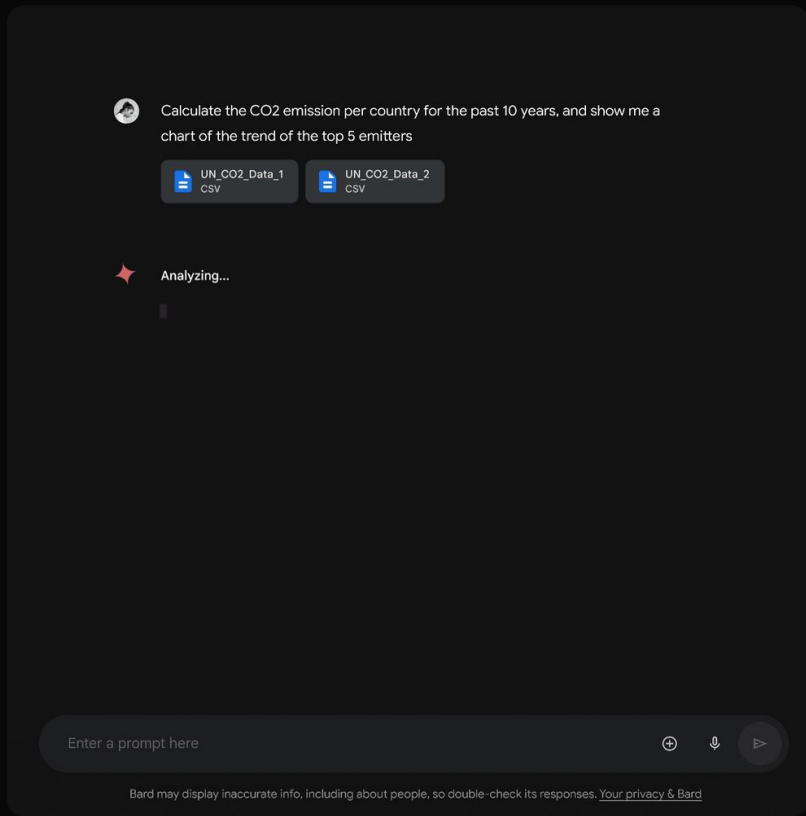 Calculate the CO2 emission per country for the past 10 years, and show me a
chart of the trend of the top 5 emitters
UN_CO2_Data_1
CSV
UN_CO2_Data_2
CSV
Analyzing...
Enter a prompt here
Bard may display inaccurate info, including about people, so double-check its responses. Your privacy & Bard